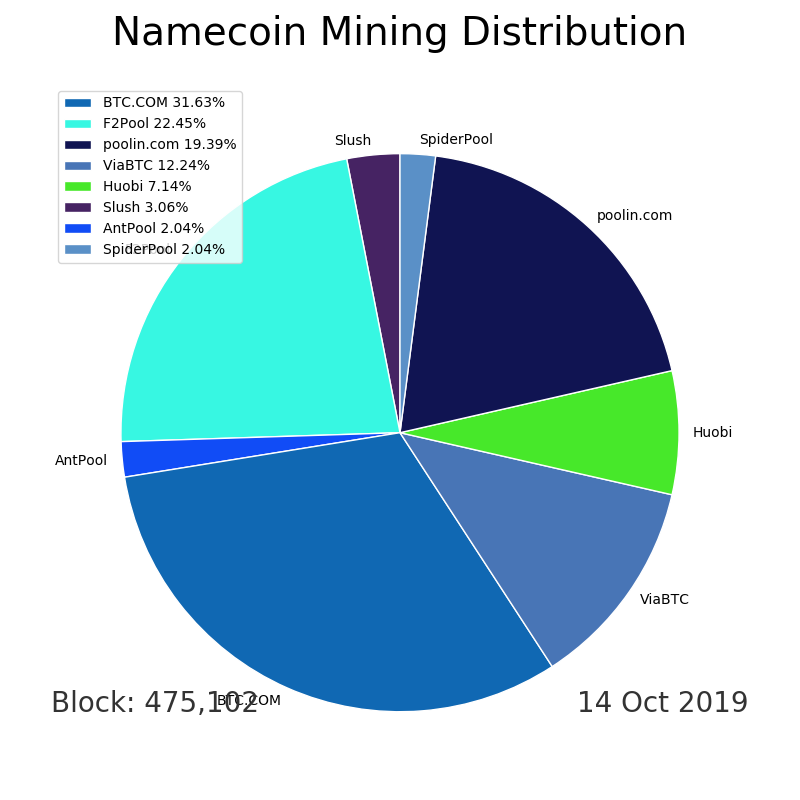 Namecoin Mining Distribution
BTC.COM 31.63%
F2Pool 22.45%
poolin.com 19.39%
ViaBTC 12.24%
Huobi 7.14%
Slush 3.06%
AntPool 2.04%
SpiderPool 2.04%
Slush
SpiderPool
poolin.com
Huobi
AntPool
ViaBTC
BTC.COM
Block: 475,102
14 Oct 2019